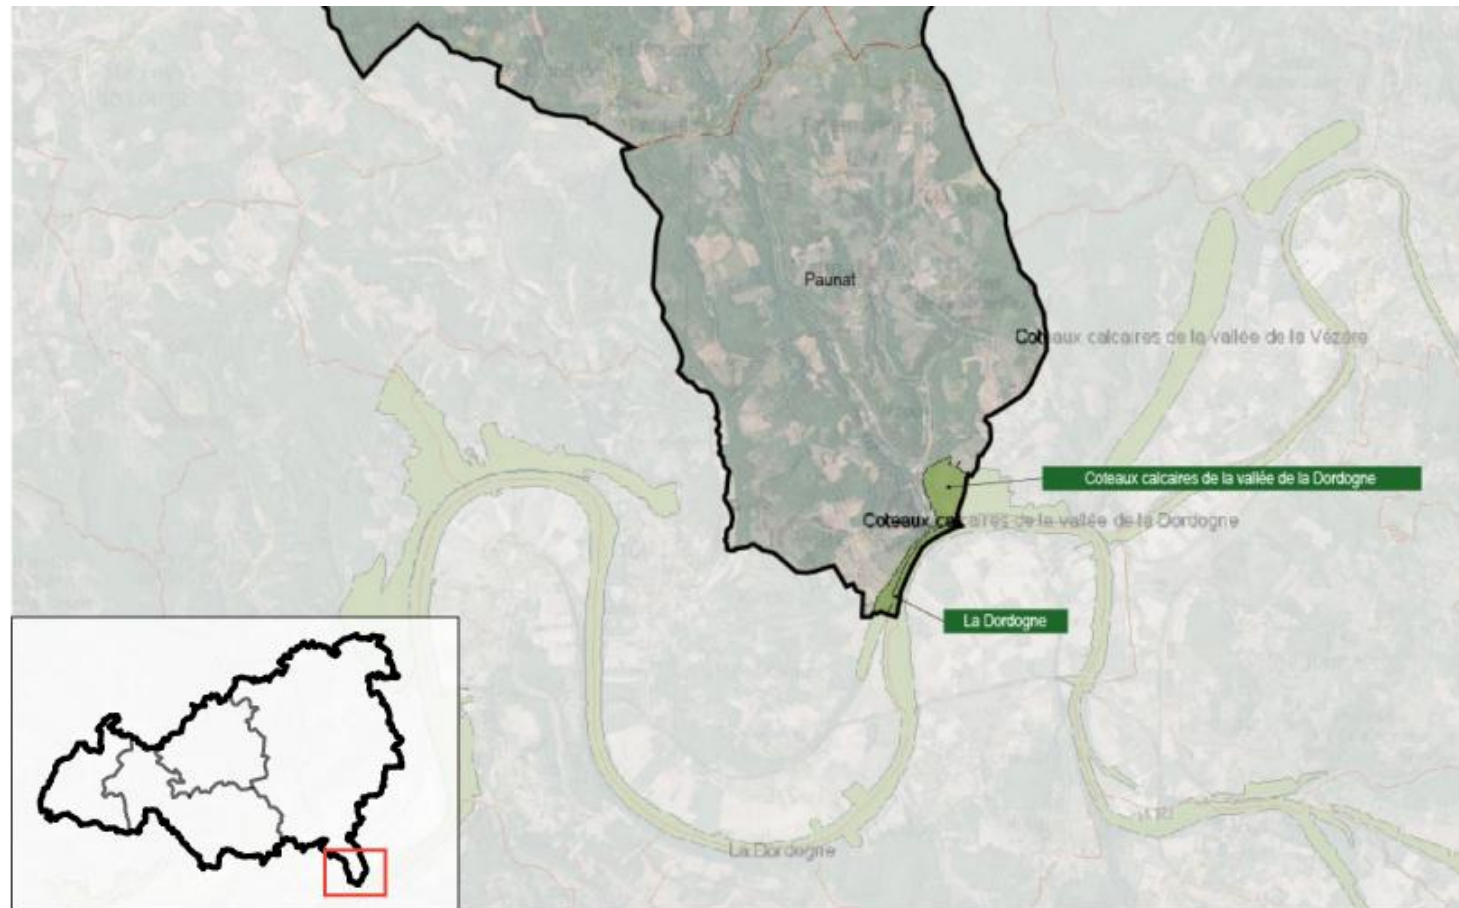 Paunat
Coteaux calcaires de la vallée de la Vézère
Coteaux calcaires de la vallée de la Dordogne
Coteaux calcaires de la vallée de la Dordogne
La Dordogne
La Dordogne